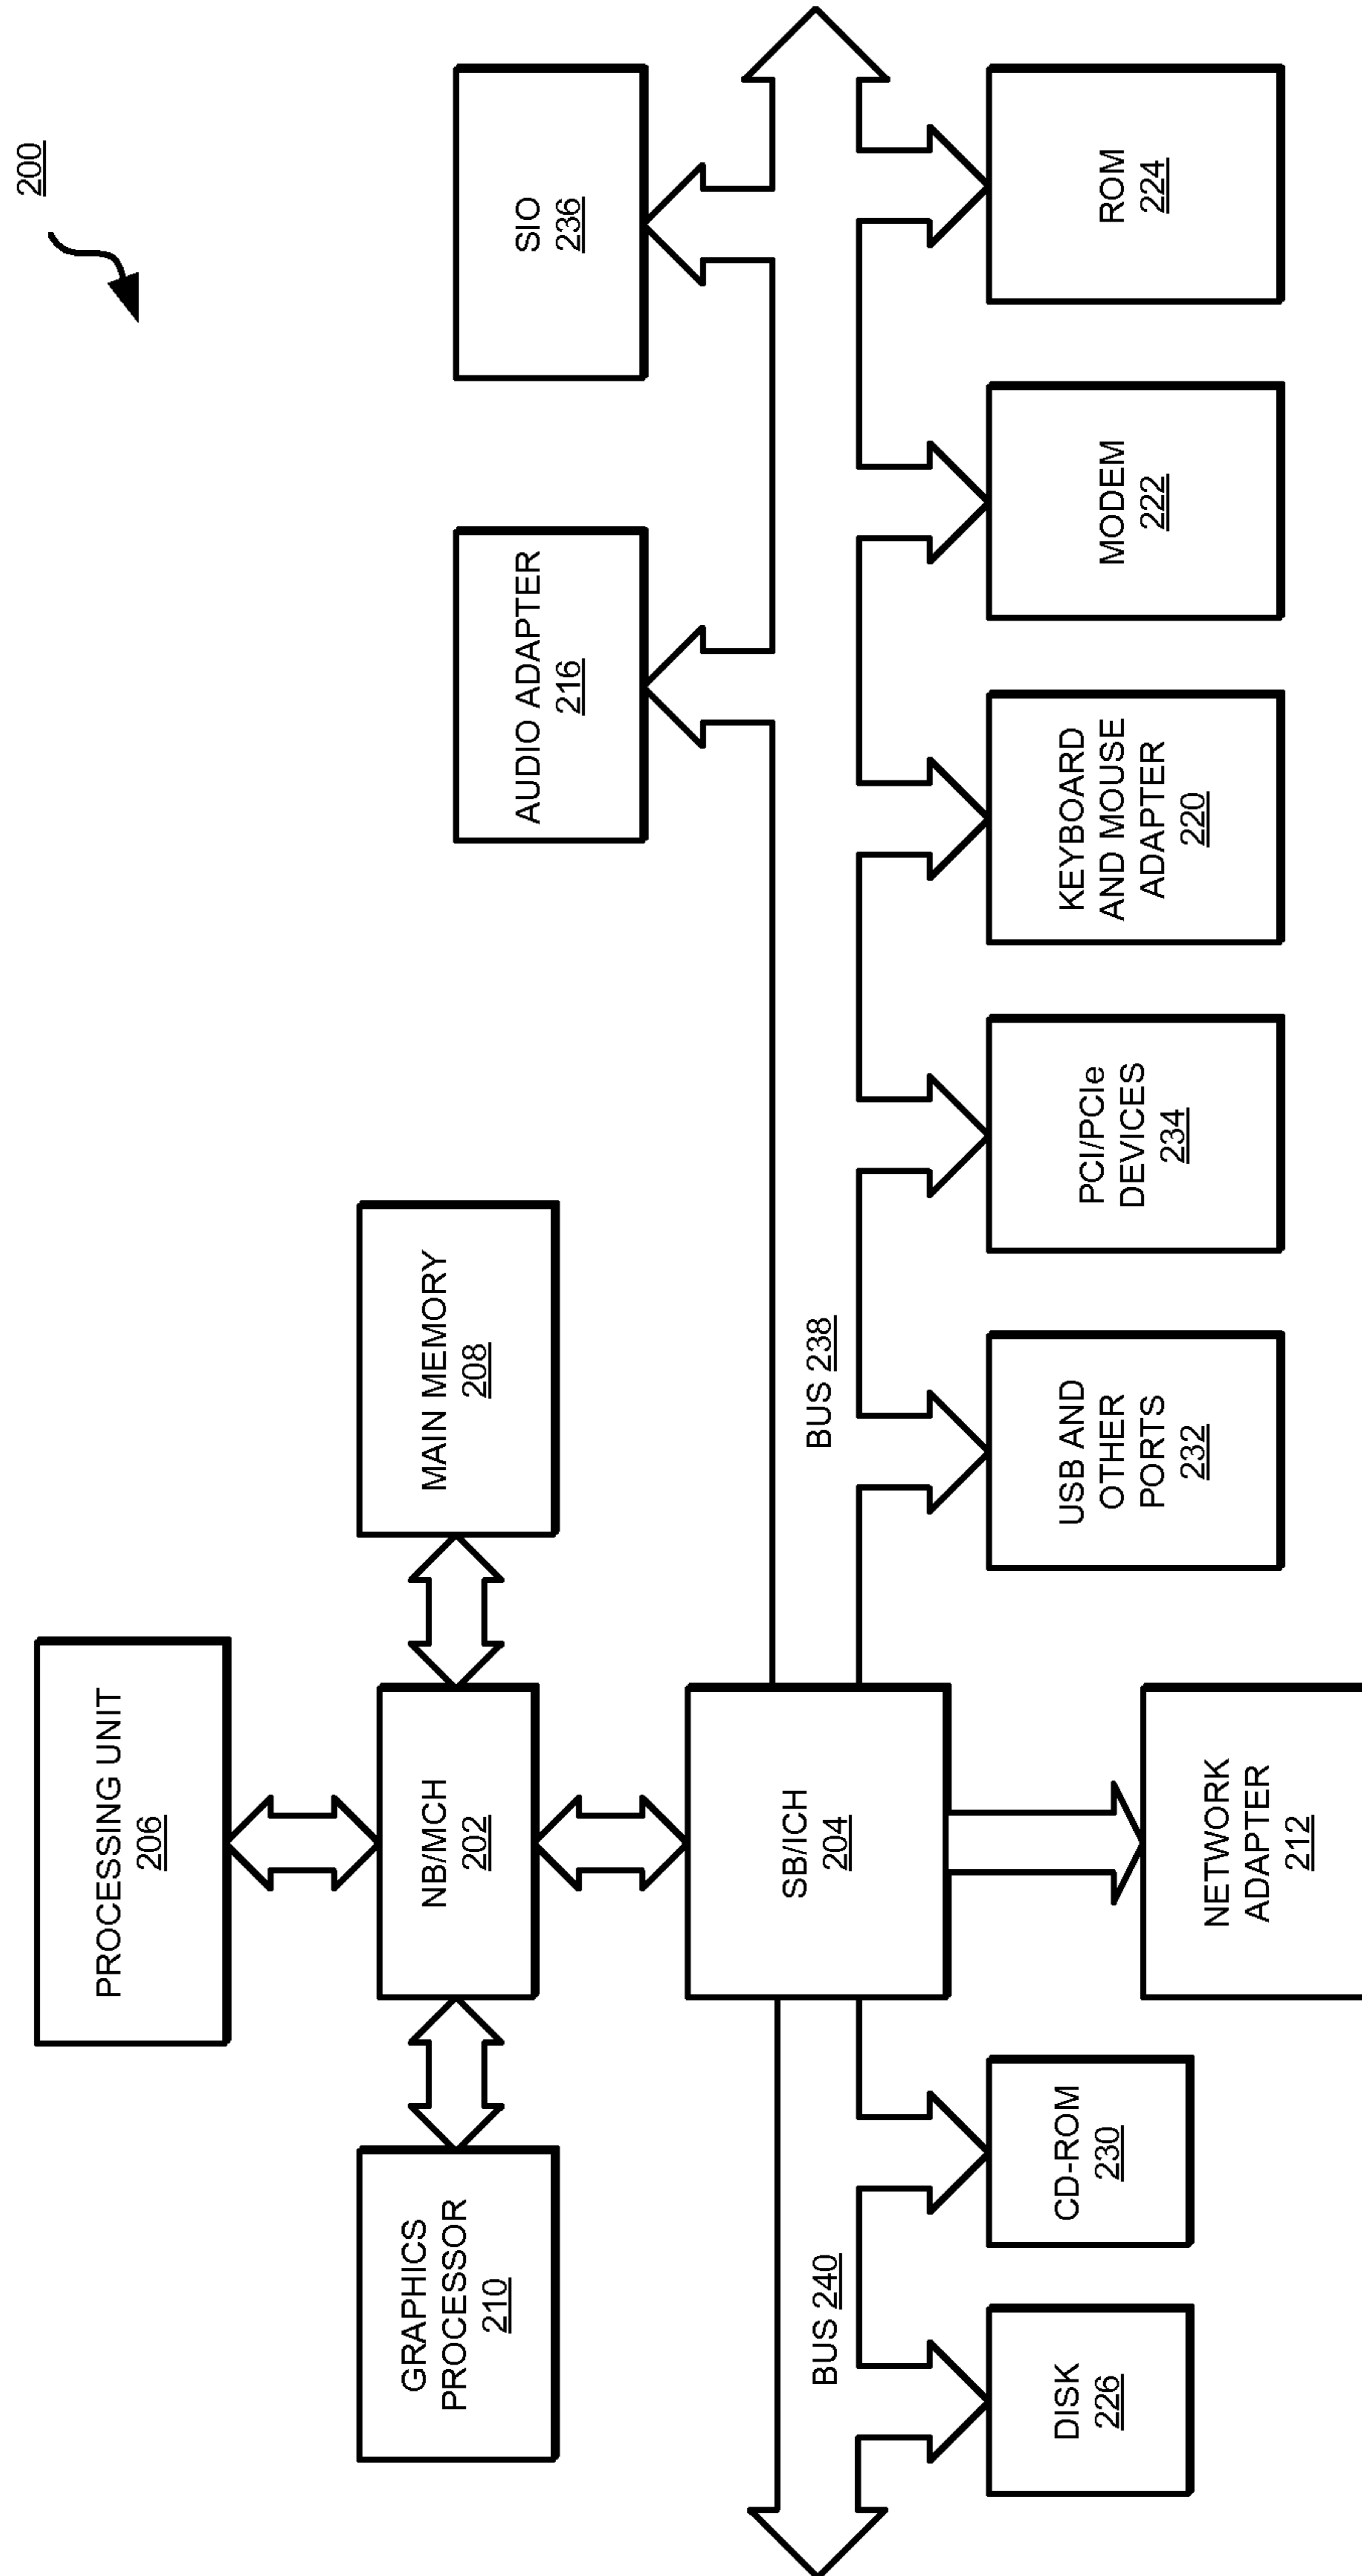 200
PROCESSING UNIT
206
GRAPHICS
PROCESSOR
210
NB/MCH
202
MAIN MEMORY
208
AUDIO ADAPTER
216
SIO
236
SB/ICH
204
BUS 240
BUS 238
DISK
226
CD-ROM
230
NETWORK
ADAPTER
212
USB AND
OTHER
PORTS
232
PCI/PCIe
DEVICES
234
KEYBOARD
AND MOUSE
ADAPTER
220
MODEM
222
ROM
224